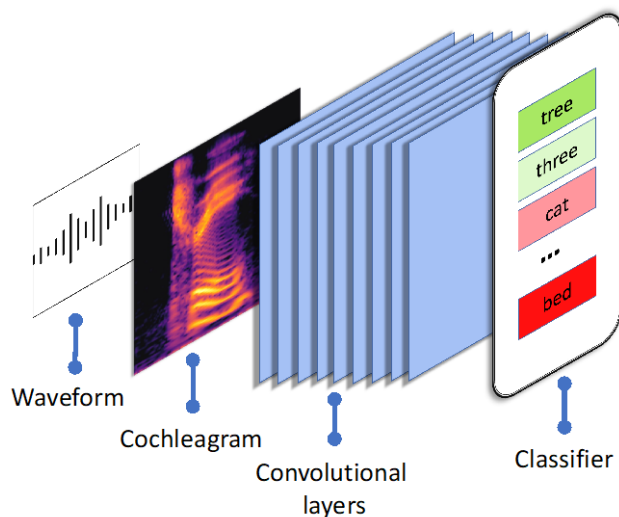 tree
three
cat
...
bed
Waveform
Cochleagram
Convolutional
layers
Classifier